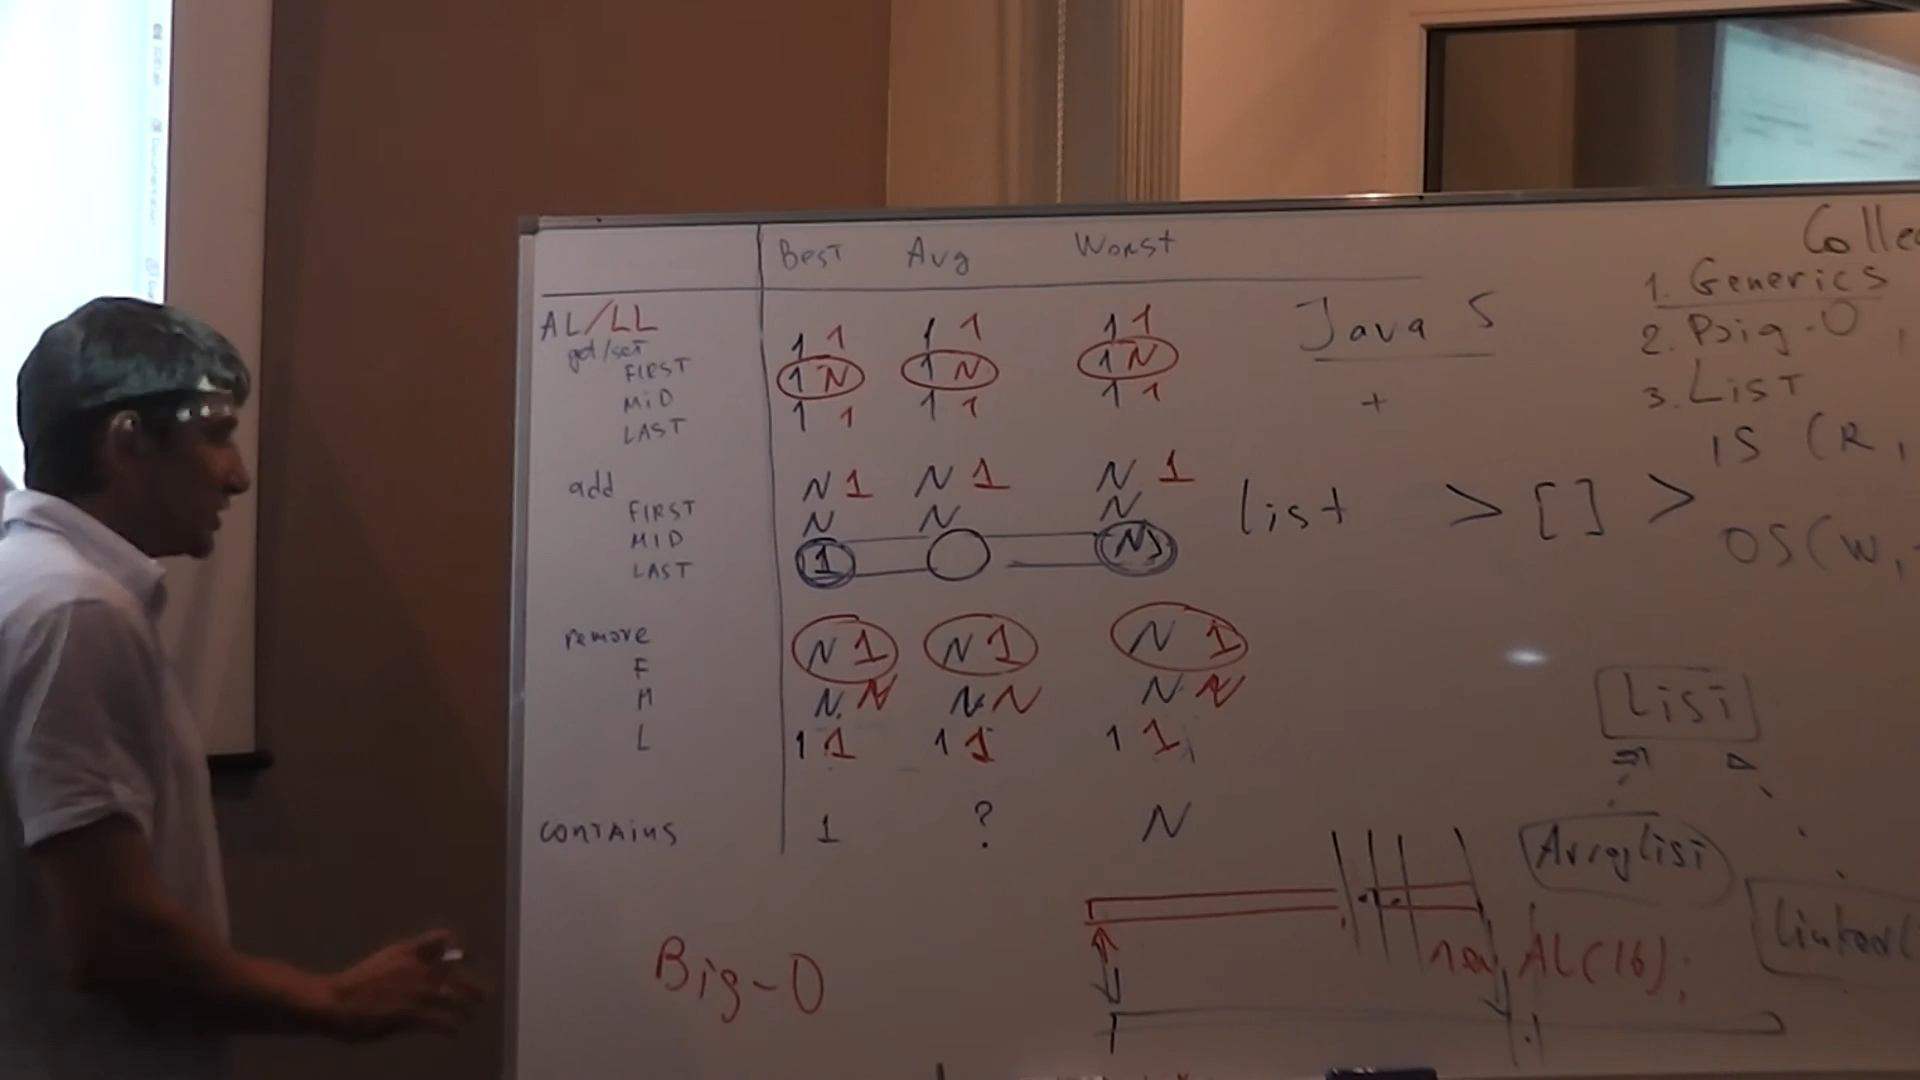 Best Avg Worst
AL/LL
get/set 1 1 1 1 1 1
FIRST 1 N 1 N 1 N
MID 1 1 1 1 1 1
LAST
add N 1 N 1 N 1
FIRST N N N
MID
LAST 1 N
remove N 1 N 1 N 1
F
M N N N N N N
L 1 1 1 1 1 1
contains 1 ? N
Big-O
Java 5
+
list > [] >
Colle
1. Generics
2. Big-O
3. List
IS (R,
OS(W,
List
ArrayList
Linked
new AL(16);